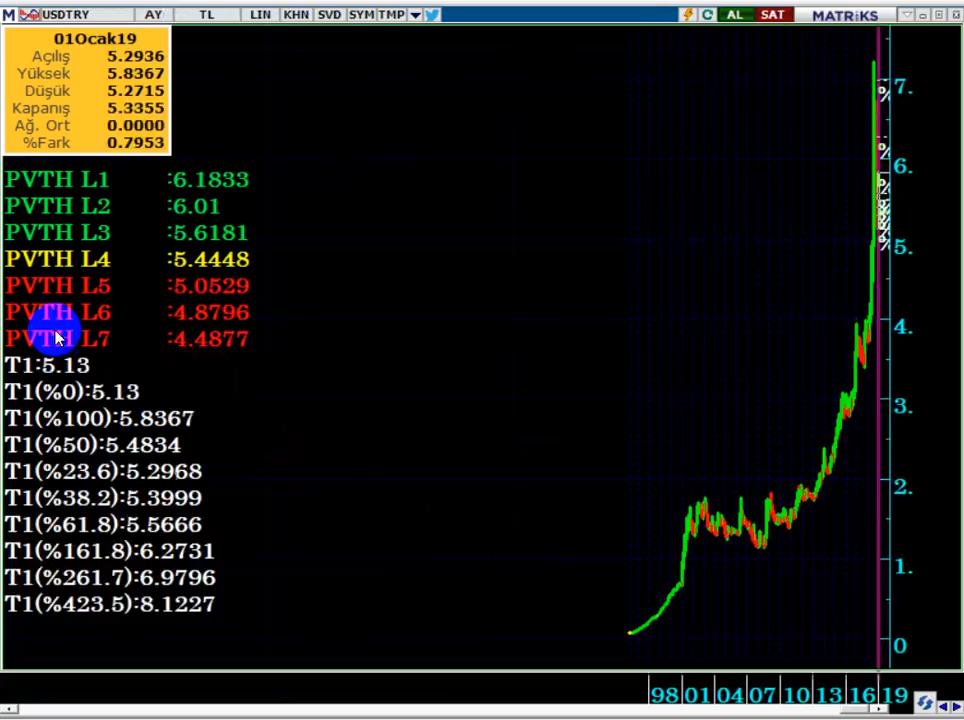 M USDTRY AY TL LIN KHN SVD SYM TMP AL SAT MATRİKS
01Ocak19
Açılış 5.2936
Yüksek 5.8367
Düşük 5.2715
Kapanış 5.3355
Ağ. Ort 0.0000
%Fark 0.7953
PVTH L1 :6.1833
PVTH L2 :6.01
PVTH L3 :5.6181
PVTH L4 :5.4448
PVTH L5 :5.0529
PVTH L6 :4.8796
PVTH L7 :4.4877
T1:5.13
T1(%0):5.13
T1(%100):5.8367
T1(%50):5.4834
T1(%23.6):5.2968
T1(%38.2):5.3999
T1(%61.8):5.5666
T1(%161.8):6.2731
T1(%261.7):6.9796
T1(%423.5):8.1227
7.
6.
5.
4.
3.
2.
1.
0
98 01 04 07 10 13 16 19